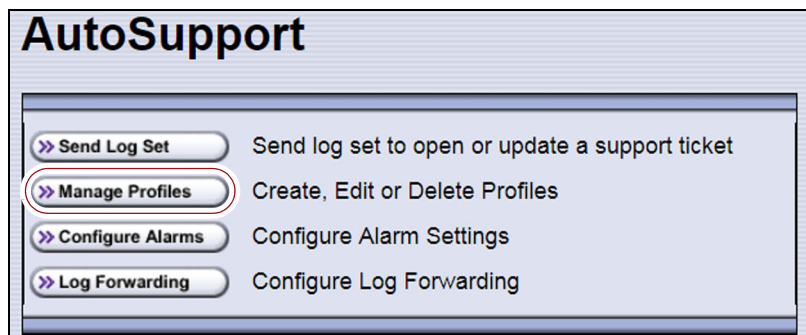 AutoSupport
» Send Log Set Send log set to open or update a support ticket
» Manage Profiles Create, Edit or Delete Profiles
» Configure Alarms Configure Alarm Settings
» Log Forwarding Configure Log Forwarding